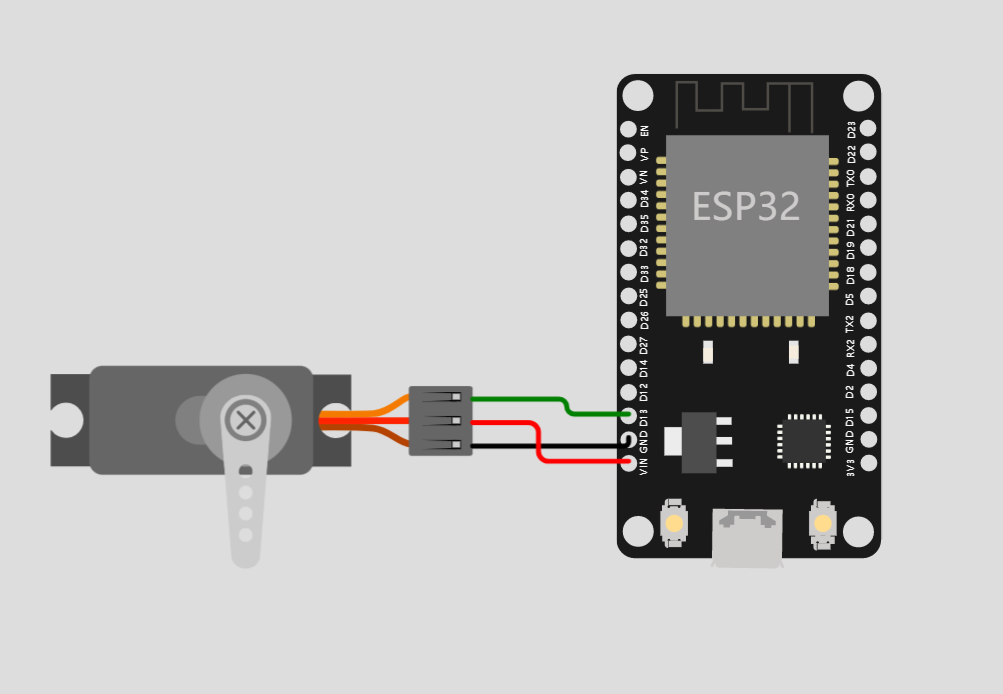 ESP32
EN
VP
VN
D34
D35
D32
D33
D25
D26
D27
D14
D12
D13
GND
VIN
D23
D22
TX0
RX0
D21
D19
D18
D5
TX2
RX2
D4
D2
D15
GND
3V3